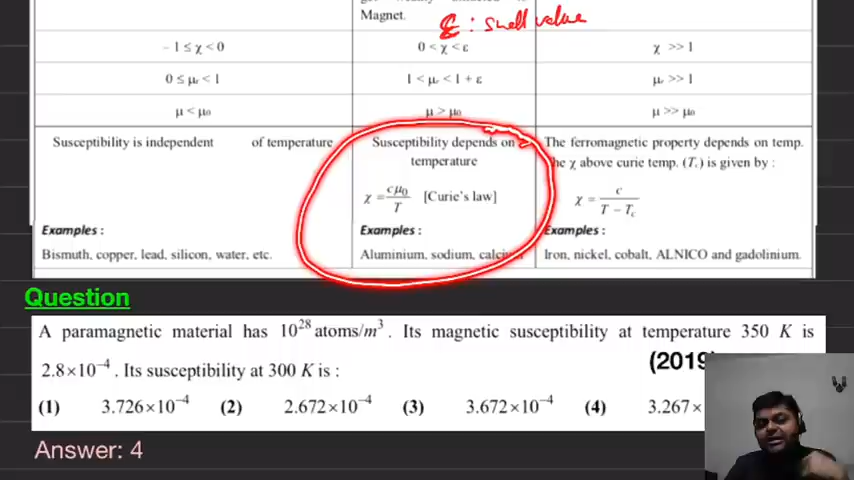 Magnet.
ε : small value
– 1 ≤ χ < 0
0 < χ < ε
χ >> 1
0 ≤ μr < 1
1 < μr < 1 + ε
μr >> 1
μ < μ0
μ > μ0
μ >> μ0
Susceptibility is independent of temperature
Susceptibility depends on
temperature
χ = cμ0/T [Curie's law]
The ferromagnetic property depends on temp.
The χ above curie temp. (Tc) is given by :
χ = c/(T – Tc)
Examples :
Bismuth, copper, lead, silicon, water, etc.
Examples :
Aluminium, sodium, calcium
Examples :
Iron, nickel, cobalt, ALNICO and gadolinium.
Question
A paramagnetic material has 10^28 atoms/m^3. Its magnetic susceptibility at temperature 350 K is
2.8×10^–4. Its susceptibility at 300 K is :
(2019)
(1) 3.726×10^–4 (2) 2.672×10^–4 (3) 3.672×10^–4 (4) 3.267×
Answer: 4